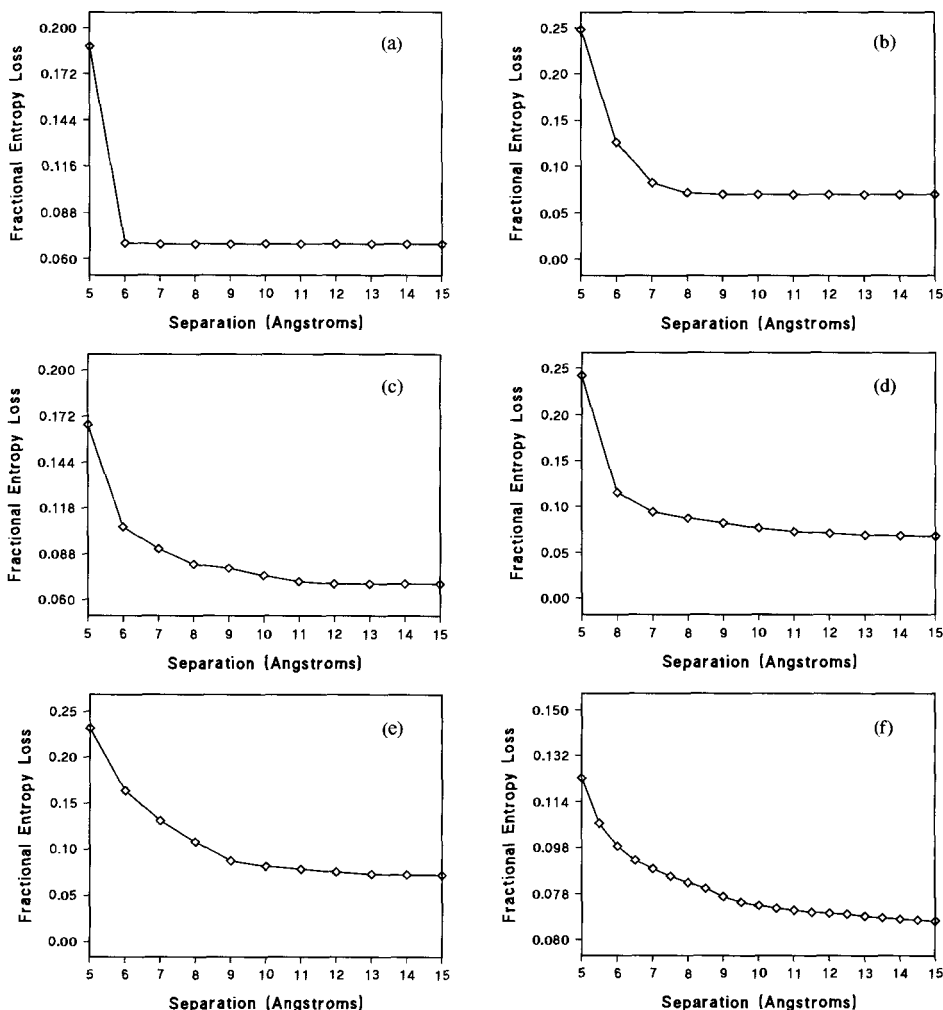 (a)
Fractional Entropy Loss
0.200
0.172
0.144
0.116
0.088
0.060
5 6 7 8 9 10 11 12 13 14 15
Separation (Angstroms)
(b)
Fractional Entropy Loss
0.25
0.20
0.15
0.10
0.05
0.00
5 6 7 8 9 10 11 12 13 14 15
Separation (Angstroms)
(c)
Fractional Entropy Loss
0.200
0.172
0.144
0.118
0.088
0.060
5 6 7 8 9 10 11 12 13 14 15
Separation (Angstroms)
(d)
Fractional Entropy Loss
0.25
0.20
0.15
0.10
0.05
0.00
5 8 7 8 9 10 11 12 13 14 15
Separation (Angstroms)
(e)
Fractional Entropy Loss
0.25
0.20
0.15
0.10
0.05
0.00
5 6 7 8 9 10 11 12 13 14 15
Separation (Angstroms)
(f)
Fractional Entropy Loss
0.150
0.132
0.114
0.098
0.078
0.080
5 6 7 8 9 10 11 12 13 14 15
Separation (Angstroms)